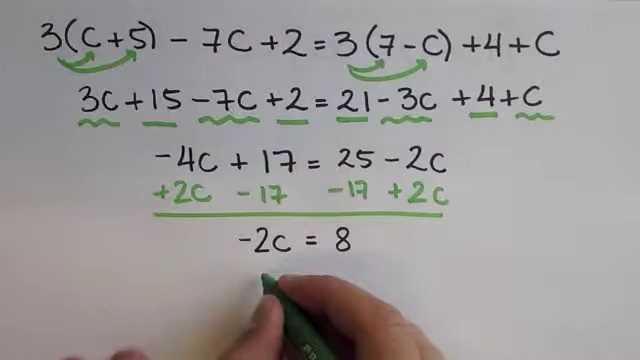 3(c+5) - 7c + 2 = 3(7-c) + 4 + c
3c + 15 - 7c + 2 = 21 - 3c + 4 + c
-4c + 17 = 25 - 2c
+2c - 17 -17 + 2c
-2c = 8